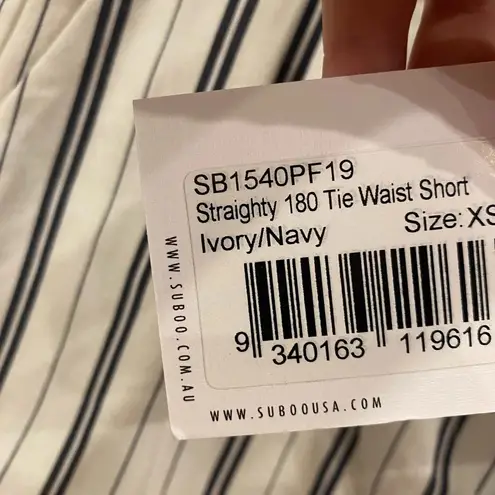 SB1540PF19
Straighty 180 Tie Waist Short
Ivory/Navy Size: XS
9 340163 119616
WWW.SUBOO.COM.AU
WWW.SUBOOUSA.COM